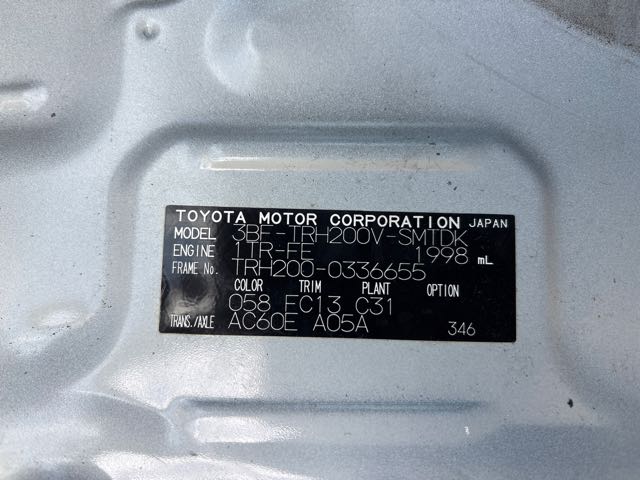 TOYOTA MOTOR CORPORATION JAPAN
MODEL 3BF-TRH200V-SMTDK
ENGINE 1TR-FE 1998 mL
FRAME No. TRH200-0336655
COLOR TRIM PLANT OPTION
058 FC13 C31
TRANS./AXLE AC60E A05A 346